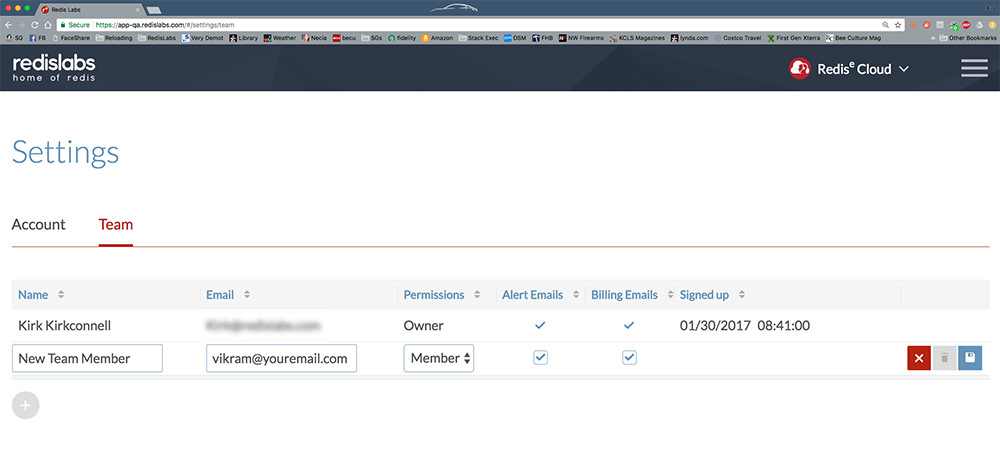 Redis Labs
Secure https://app-qa.redislabs.com/#/settings/team
SG FB FaceShare Reloading RedisLabs Very Demot Library Weather Necia becu SGs fidelity Amazon Stack Exec DSM FHB NW Firearms KCLS Magazines lynda.com Costco Travel First Gen Xterra Bee Culture Mag » Other Bookmarks
redislabs
home of redis
Redisᵉ Cloud
Settings
Account Team
Name Email Permissions Alert Emails Billing Emails Signed up
Kirk Kirkconnell Owner 01/30/2017 08:41:00
New Team Member vikram@youremail.com Member